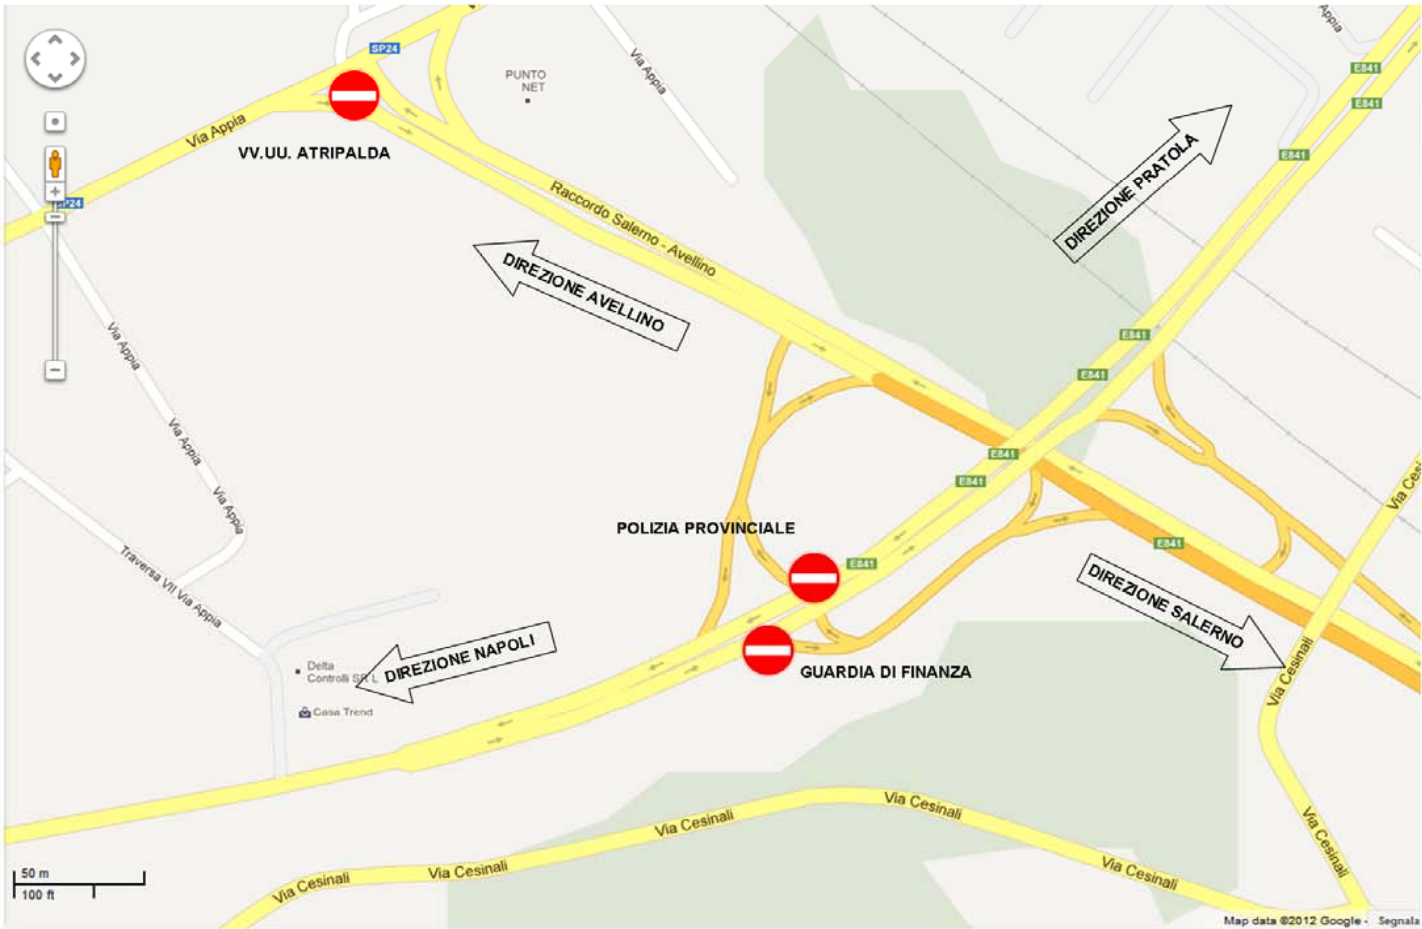 SP24
Appia
PUNTO
NET
Via Appia
E841
E841
Via Appia
VV.UU. ATRIPALDA
E841
DIREZIONE PRATOLA
SP24
Raccordo Salerno - Avellino
DIREZIONE AVELLINO
Via Appia
E841
E841
Via Appia
E841
E841
Via Appia
POLIZIA PROVINCIALE
E841
E841
Traversa VII Via Appia
DIREZIONE SALERNO
DIREZIONE NAPOLI
Delta
Controlli SR L
GUARDIA DI FINANZA
Via Cesinali
Casa Trend
Via Cesinali
Via Cesinali
Via Cesinali
Via Cesinali
Via Cesinali
Via Cesinali
50 m
100 ft
Map data ©2012 Google - Segnala